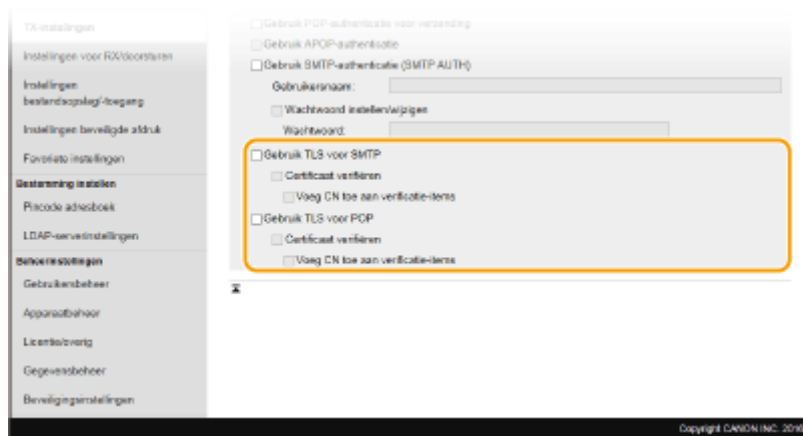 TX-instellingen
Instellingen voor RX/doorsturen
Instellingen
bestandsopslag/-toegang
Instellingen beveiligde afdruk
Favoriete instellingen
Bestemming instellen
Pincode adresboek
LDAP-serverinstellingen
Beheerinstellingen
Gebruikersbeheer
Apparaatbeheer
Licentie/overig
Gegevensbeheer
Beveiligingsinstellingen
Gebruik POP-authenticatie voor verzending
Gebruik APOP-authenticatie
Gebruik SMTP-authenticatie (SMTP AUTH)
Gebruikersnaam:
Wachtwoord instellen/wijzigen
Wachtwoord:
Gebruik TLS voor SMTP
Certificaat verifiëren
Voeg CN toe aan verificatie-items
Gebruik TLS voor POP
Certificaat verifiëren
Voeg CN toe aan verificatie-items
Copyright CANON INC. 2016